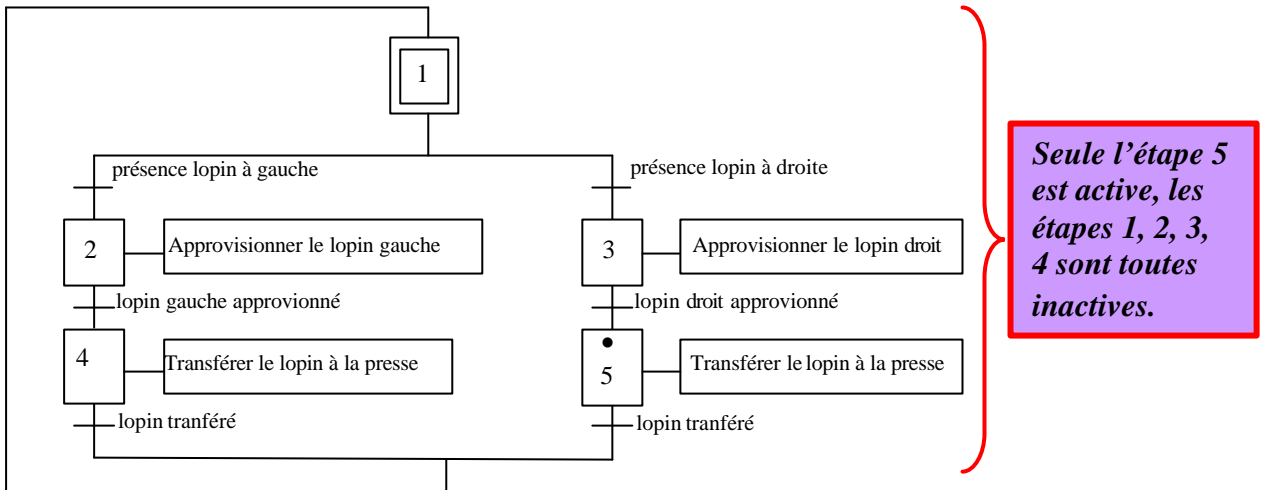 1
présence lopin à gauche
présence lopin à droite
2
Approvisionner le lopin gauche
3
Approvisionner le lopin droit
lopin gauche approvionné
lopin droit approvionné
4
Transférer le lopin à la presse
5
Transférer le lopin à la presse
lopin tranféré
lopin tranféré
Seule l'étape 5
est active, les
étapes 1, 2, 3,
4 sont toutes
inactives.